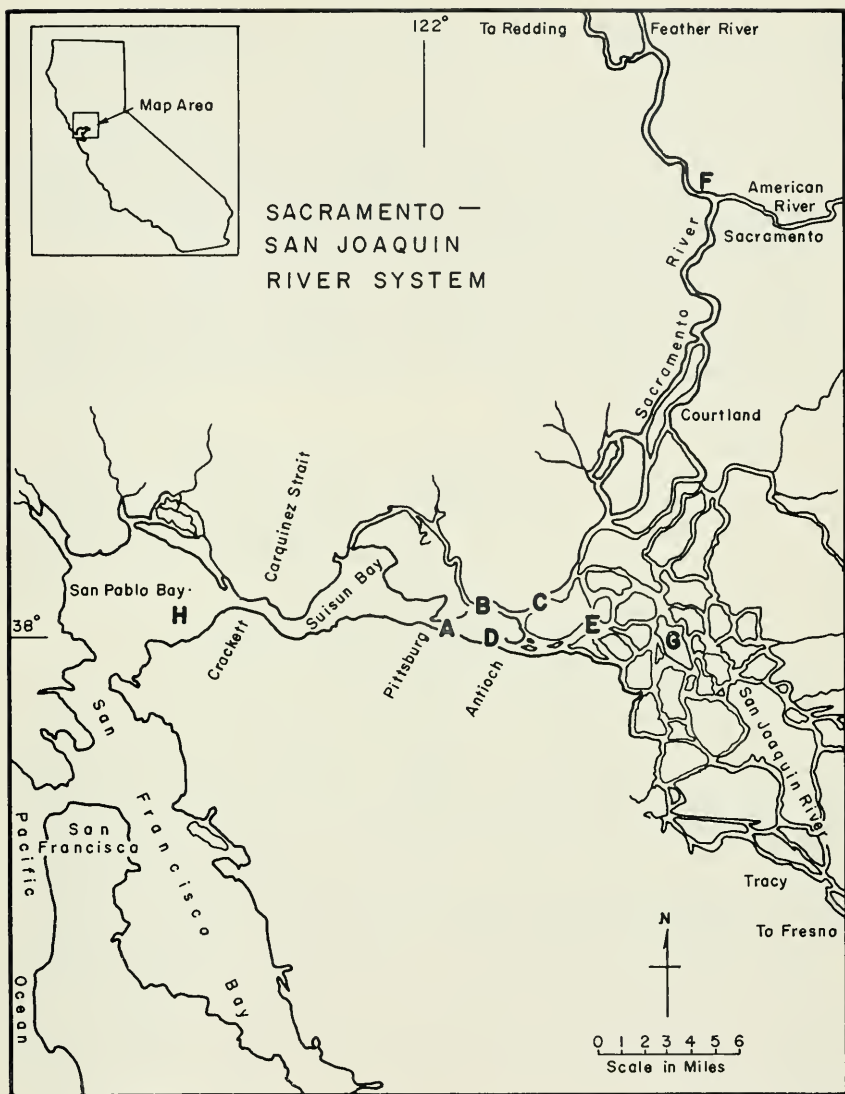 122°
To Redding
Feather River
Map Area
F
American
River
Sacramento
SACRAMENTO —
SAN JOAQUIN
RIVER SYSTEM
Sacramento River
Courtland
Carquinez Strait
Suisun Bay
San Pablo Bay
H
38°
Crackett
Pittsburg
A
B
C
D
E
G
Antioch
San Joaquin River
San Francisco Bay
Pacific Ocean
San
Francisco
Tracy
To Fresno
N
0 1 2 3 4 5 6
Scale in Miles